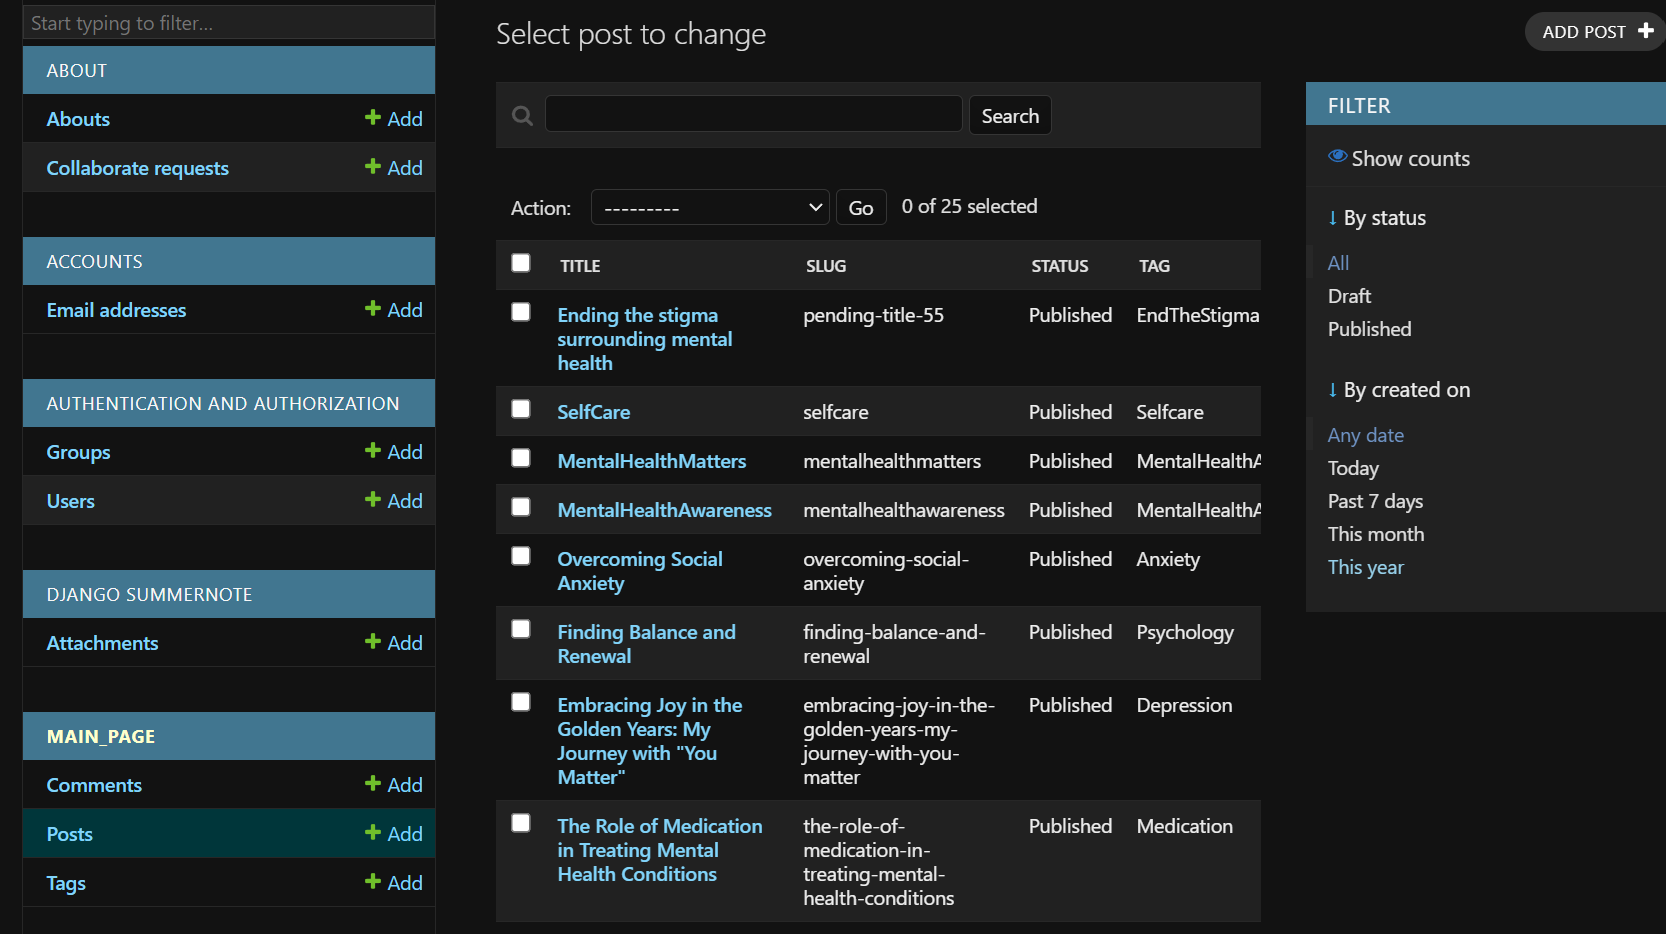 Start typing to filter...
ABOUT
Abouts Add
Collaborate requests Add
ACCOUNTS
Email addresses Add
AUTHENTICATION AND AUTHORIZATION
Groups Add
Users Add
DJANGO SUMMERNOTE
Attachments Add
MAIN_PAGE
Comments Add
Posts Add
Tags Add
Select post to change
ADD POST
Search
Action: --------- Go 0 of 25 selected
TITLE SLUG STATUS TAG
Ending the stigma pending-title-55 Published EndTheStigma
surrounding mental
health
SelfCare selfcare Published Selfcare
MentalHealthMatters mentalhealthmatters Published MentalHealthA
MentalHealthAwareness mentalhealthawareness Published MentalHealthA
Overcoming Social overcoming-social- Published Anxiety
Anxiety anxiety
Finding Balance and finding-balance-and- Published Psychology
Renewal renewal
Embracing Joy in the embracing-joy-in-the- Published Depression
Golden Years: My golden-years-my-
Journey with "You journey-with-you-
Matter" matter
The Role of Medication the-role-of- Published Medication
in Treating Mental medication-in-
Health Conditions treating-mental-
health-conditions
FILTER
Show counts
↓ By status
All
Draft
Published
↓ By created on
Any date
Today
Past 7 days
This month
This year